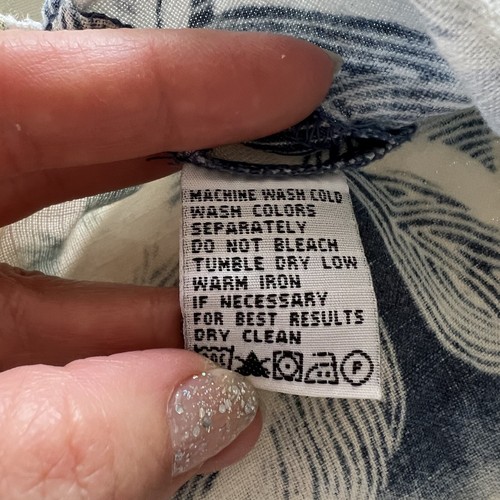 MACHINE WASH COLD
WASH COLORS
SEPARATELY
DO NOT BLEACH
TUMBLE DRY LOW
WARM IRON
IF NECESSARY
FOR BEST RESULTS
DRY CLEAN
P